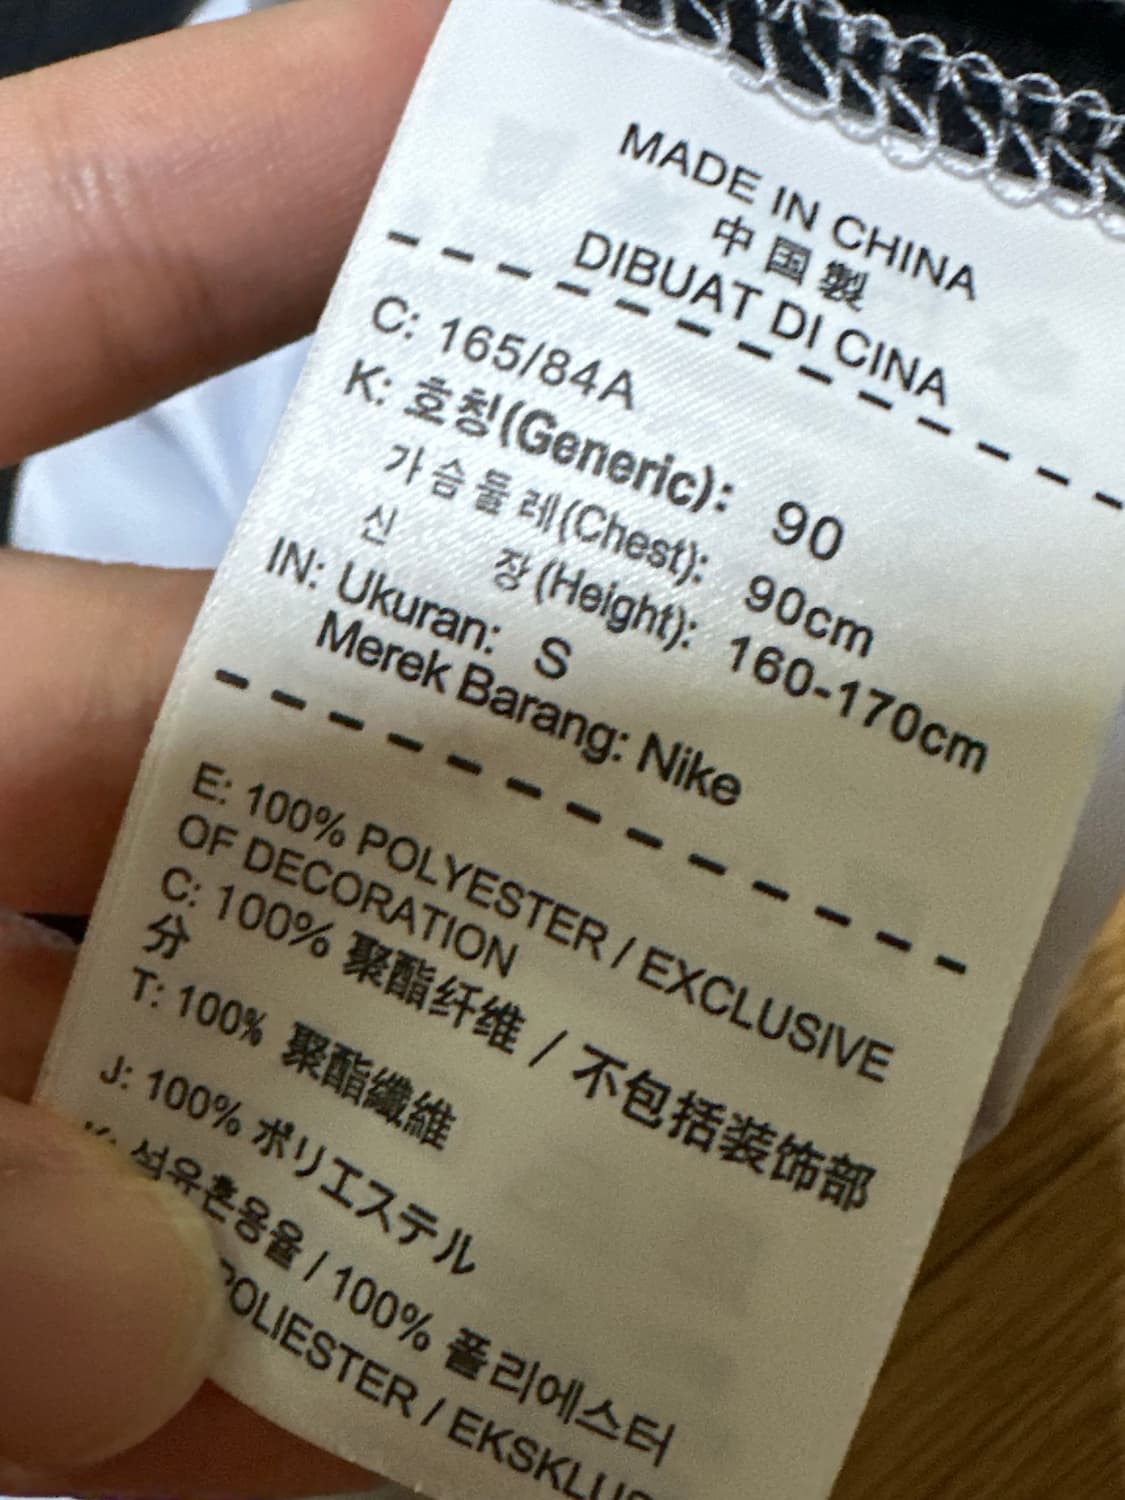 MADE IN CHINA
中国製
DIBUAT DI CINA
C: 165/84A
K: 호칭(Generic): 90
가슴둘레(Chest): 90cm
신 장(Height): 160-170cm
IN: Ukuran: S
Merek Barang: Nike
E: 100% POLYESTER / EXCLUSIVE
OF DECORATION
C: 100% 聚酯纤维 / 不包括装饰部
分
T: 100% 聚酯纖維
J: 100% ポリエステル
섬유혼용율 / 100% 폴리에스터
POLIESTER /